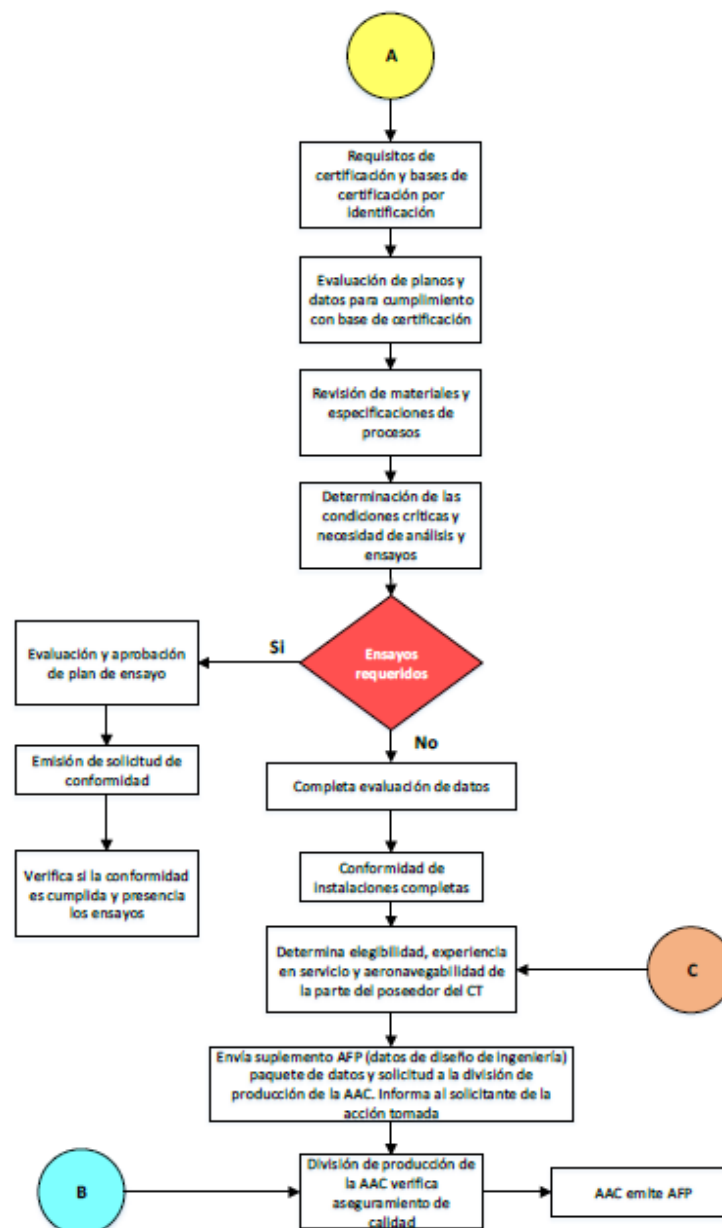 A
Requisitos de
certificación y bases de
certificación por
identificación
Evaluación de planos y
datos para cumplimiento
con base de certificación
Revisión de materiales y
especificaciones de
procesos
Determinación de las
condiciones críticas y
necesidad de análisis y
ensayos
Ensayos
requeridos
Si
Evaluación y aprobación
de plan de ensayo
Emisión de solicitud de
conformidad
Verifica si la conformidad
es cumplida y presencia
los ensayos
No
Completa evaluación de datos
Conformidad de
instalaciones completas
Determina elegibilidad, experiencia
en servicio y aeronavegabilidad de
la parte del poseedor del CT
C
Envía suplemento AFP (datos de diseño de ingeniería)
paquete de datos y solicitud a la división de
producción de la AAC. Informa al solicitante de la
acción tomada
B
División de producción de
la AAC verifica
aseguramiento de
calidad
AAC emite AFP